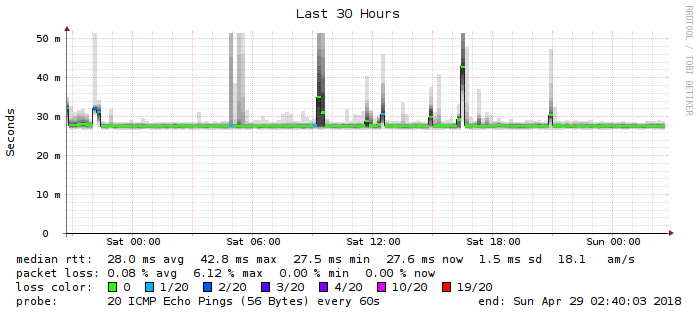 Last 30 Hours
RRDTOOL / TOBI OETIKER
Seconds
50 m
40 m
30 m
20 m
10 m
0
Sat 00:00 Sat 06:00 Sat 12:00 Sat 18:00 Sun 00:00
median rtt: 28.0 ms avg 42.8 ms max 27.5 ms min 27.6 ms now 1.5 ms sd 18.1 am/s
packet loss: 0.08 % avg 6.12 % max 0.00 % min 0.00 % now
loss color: 0 1/20 2/20 3/20 4/20 10/20 19/20
probe: 20 ICMP Echo Pings (56 Bytes) every 60s end: Sun Apr 29 02:40:03 2018